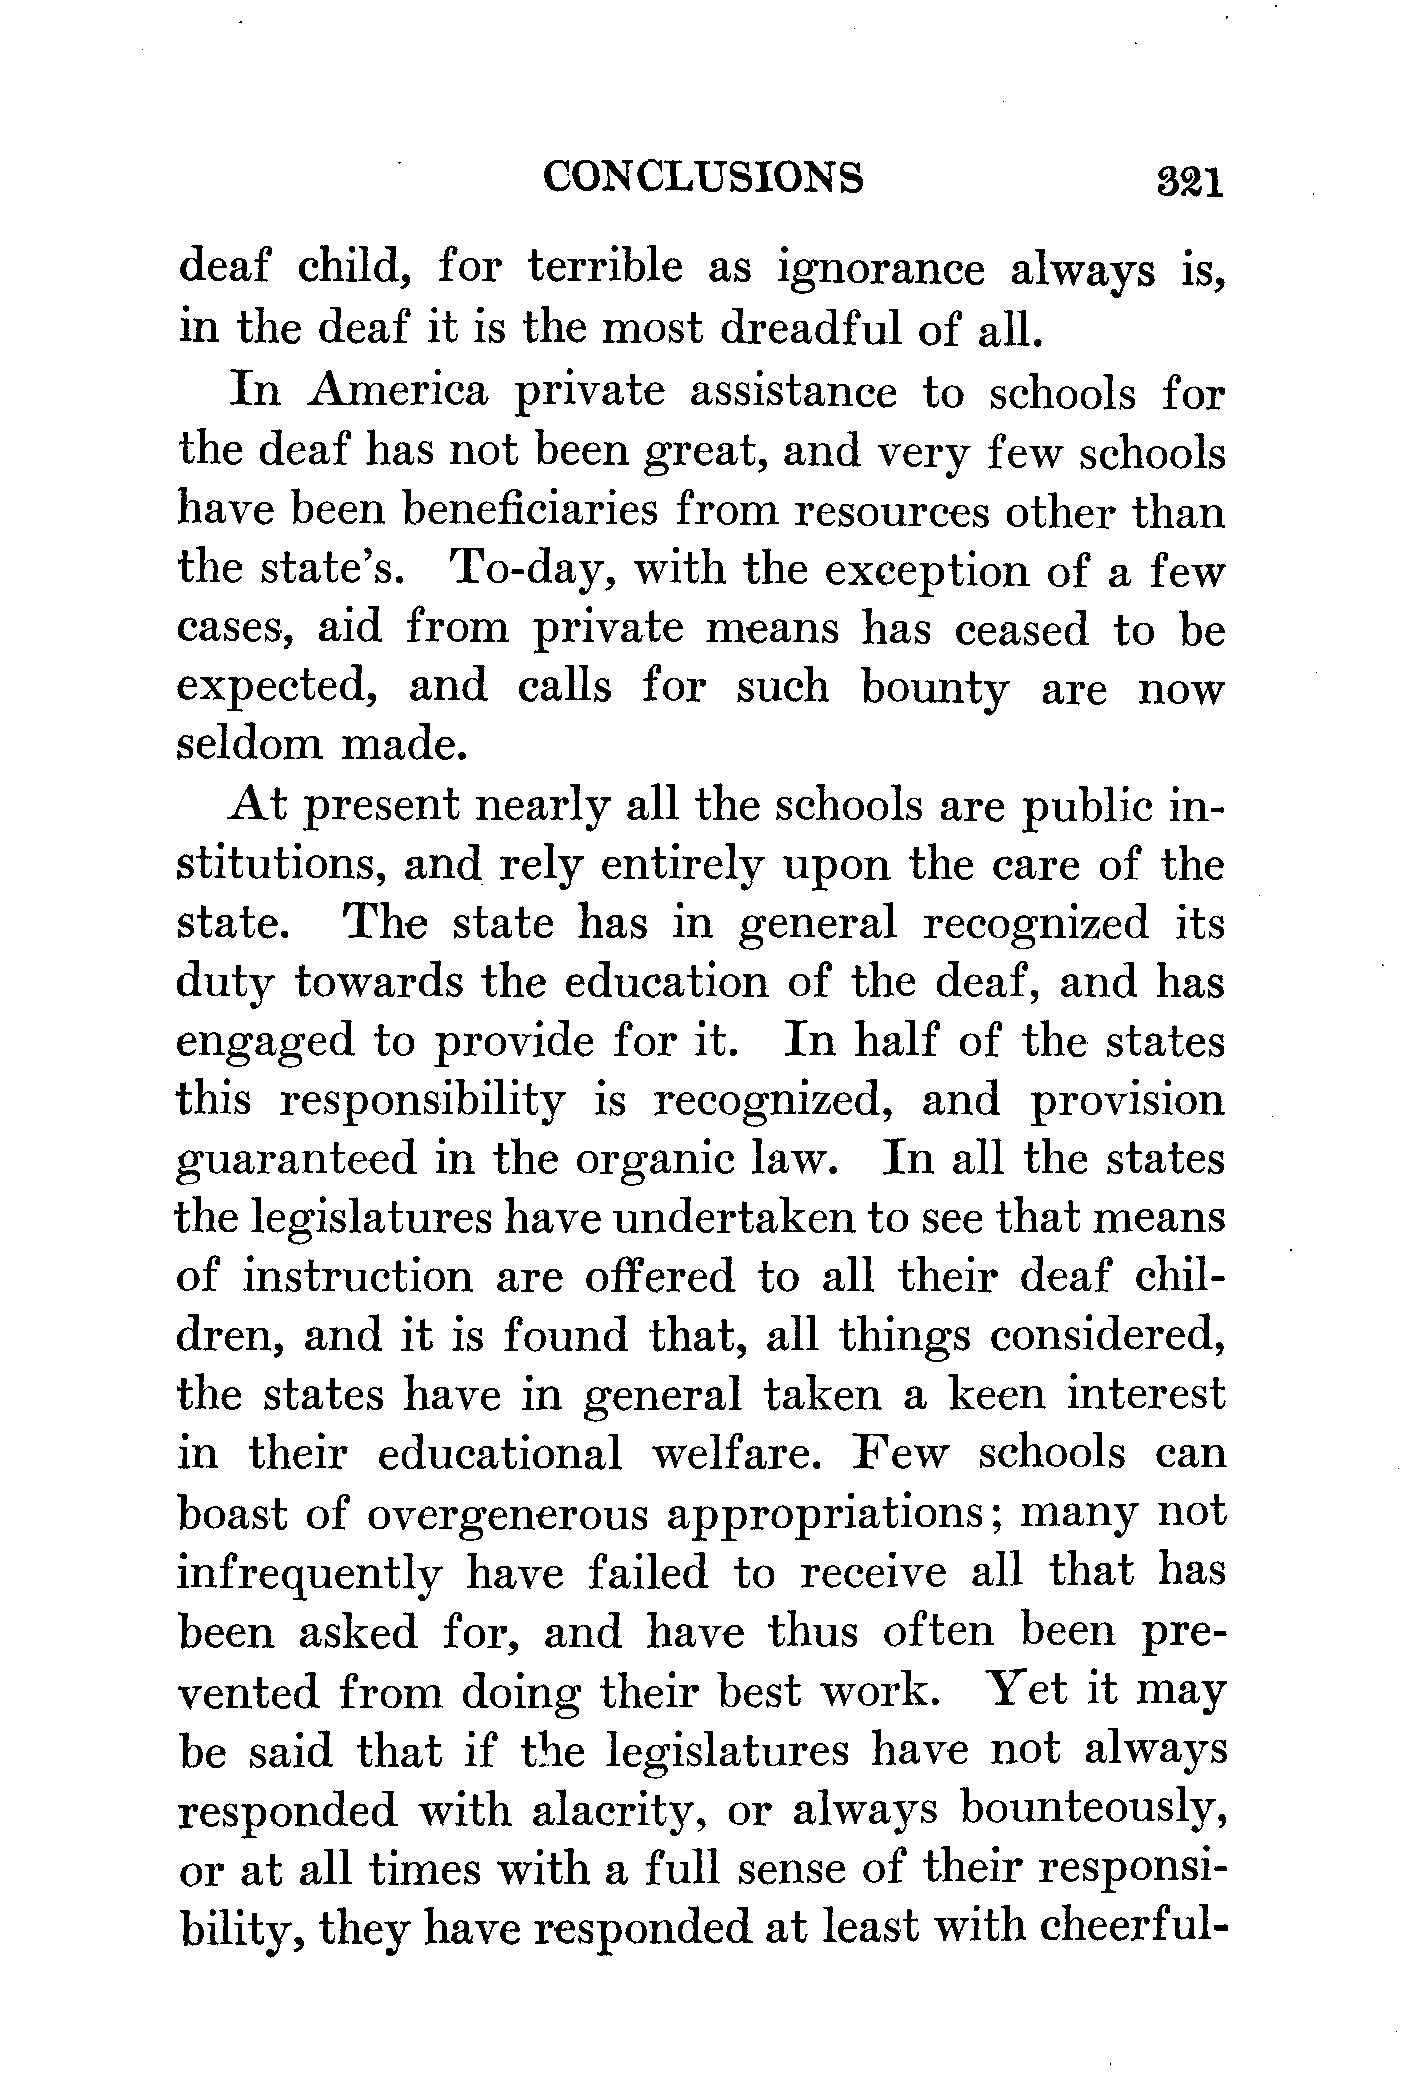 CONCLUSIONS 321
deaf child, for terrible as ignorance always is,
in the deaf it is the most dreadful of all.
In America private assistance to schools for
the deaf has not been great, and very few schools
have been beneficiaries from resources other than
the state's. To-day, with the exception of a few
cases, aid from private means has ceased to be
expected, and calls for such bounty are now
seldom made.
At present nearly all the schools are public in-
stitutions, and rely entirely upon the care of the
state. The state has in general recognized its
duty towards the education of the deaf, and has
engaged to provide for it. In half of the states
this responsibility is recognized, and provision
guaranteed in the organic law. In all the states
the legislatures have undertaken to see that means
of instruction are offered to all their deaf chil-
dren, and it is found that, all things considered,
the states have in general taken a keen interest
in their educational welfare. Few schools can
boast of overgenerous appropriations; many not
infrequently have failed to receive all that has
been asked for, and have thus often been pre-
vented from doing their best work. Yet it may
be said that if the legislatures have not always
responded with alacrity, or always bounteously,
or at all times with a full sense of their responsi-
bility, they have responded at least with cheerful-